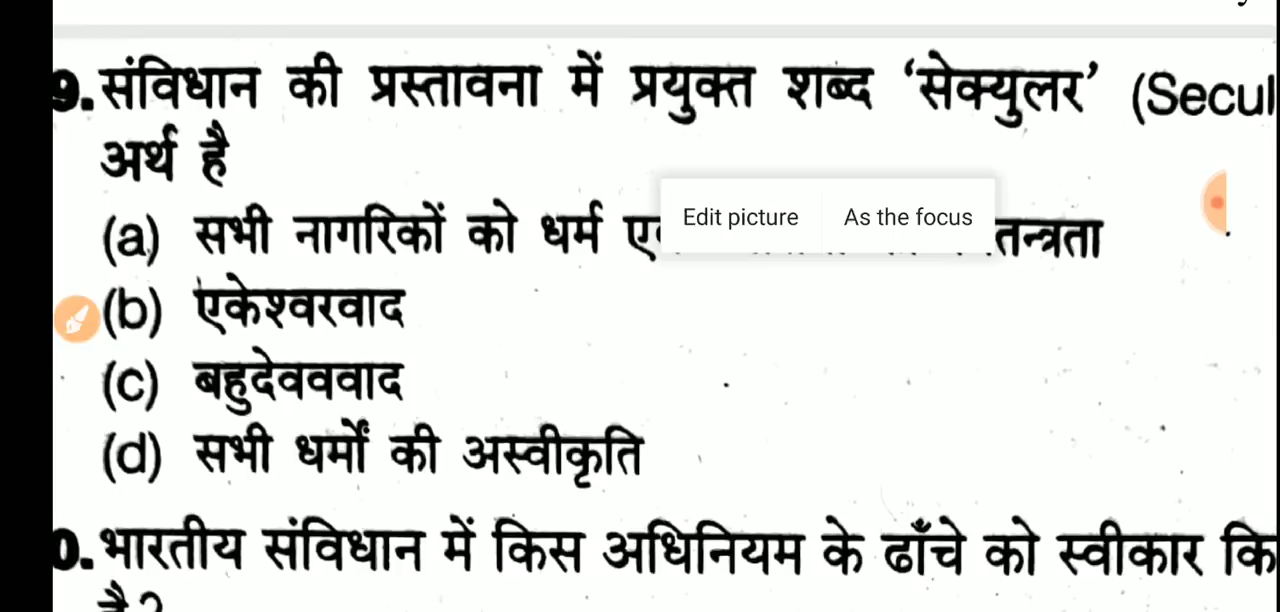 9. संविधान की प्रस्तावना में प्रयुक्त शब्द ‘सेक्युलर’ (Secul
अर्थ है
(a) सभी नागरिकों को धर्म तन्त्रता
Edit picture As the focus
(b) एकेश्वरवाद
(c) बहुदेवववाद
(d) सभी धर्मों की अस्वीकृति
0. भारतीय संविधान में किस अधिनियम के ढाँचे को स्वीकार कि
है?